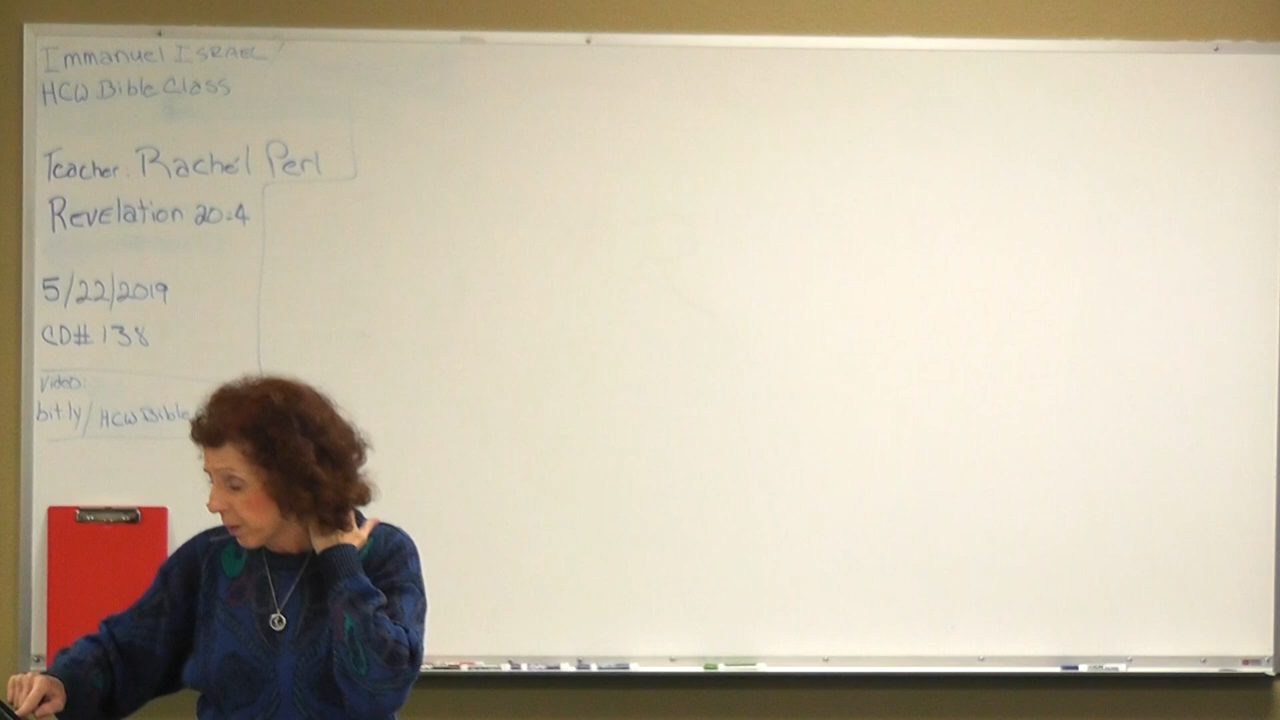 Immanuel ISRAEL
HCW Bible Class
Teacher: Rachel Perl
Revelation 20:4
5/22/2019
CD# 138
Video:
bit.ly/HCWBible